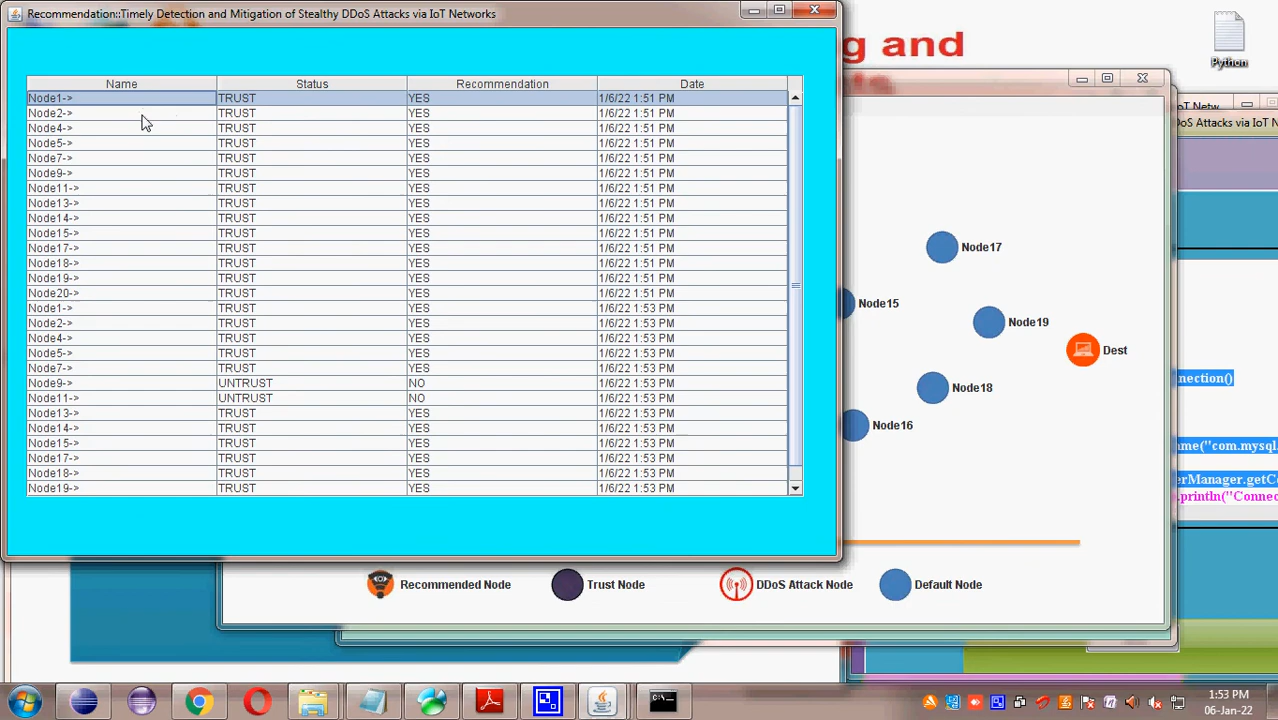 Recommendation::Timely Detection and Mitigation of Stealthy DDoS Attacks via IoT Networks
g and
Python
Name Status Recommendation Date
Node1-> TRUST YES 1/6/22 1:51 PM
Node2-> TRUST YES 1/6/22 1:51 PM
Node4-> TRUST YES 1/6/22 1:51 PM
Node5-> TRUST YES 1/6/22 1:51 PM
Node7-> TRUST YES 1/6/22 1:51 PM
Node9-> TRUST YES 1/6/22 1:51 PM
Node11-> TRUST YES 1/6/22 1:51 PM
Node13-> TRUST YES 1/6/22 1:51 PM
Node14-> TRUST YES 1/6/22 1:51 PM
Node15-> TRUST YES 1/6/22 1:51 PM
Node17-> TRUST YES 1/6/22 1:51 PM
Node18-> TRUST YES 1/6/22 1:51 PM
Node19-> TRUST YES 1/6/22 1:51 PM
Node20-> TRUST YES 1/6/22 1:51 PM
Node1-> TRUST YES 1/6/22 1:53 PM
Node2-> TRUST YES 1/6/22 1:53 PM
Node4-> TRUST YES 1/6/22 1:53 PM
Node5-> TRUST YES 1/6/22 1:53 PM
Node7-> TRUST YES 1/6/22 1:53 PM
Node9-> UNTRUST NO 1/6/22 1:53 PM
Node11-> UNTRUST NO 1/6/22 1:53 PM
Node13-> TRUST YES 1/6/22 1:53 PM
Node14-> TRUST YES 1/6/22 1:53 PM
Node15-> TRUST YES 1/6/22 1:53 PM
Node17-> TRUST YES 1/6/22 1:53 PM
Node18-> TRUST YES 1/6/22 1:53 PM
Node19-> TRUST YES 1/6/22 1:53 PM
IoT Netw...
DoS Attacks via IoT N
Node17
Node15
Node19
Dest
Node18
Node16
nection()
ame("com.mysql.
erManager.getCo
.println("Connec
Recommended Node Trust Node DDoS Attack Node Default Node
C:\_
1:53 PM
06-Jan-22